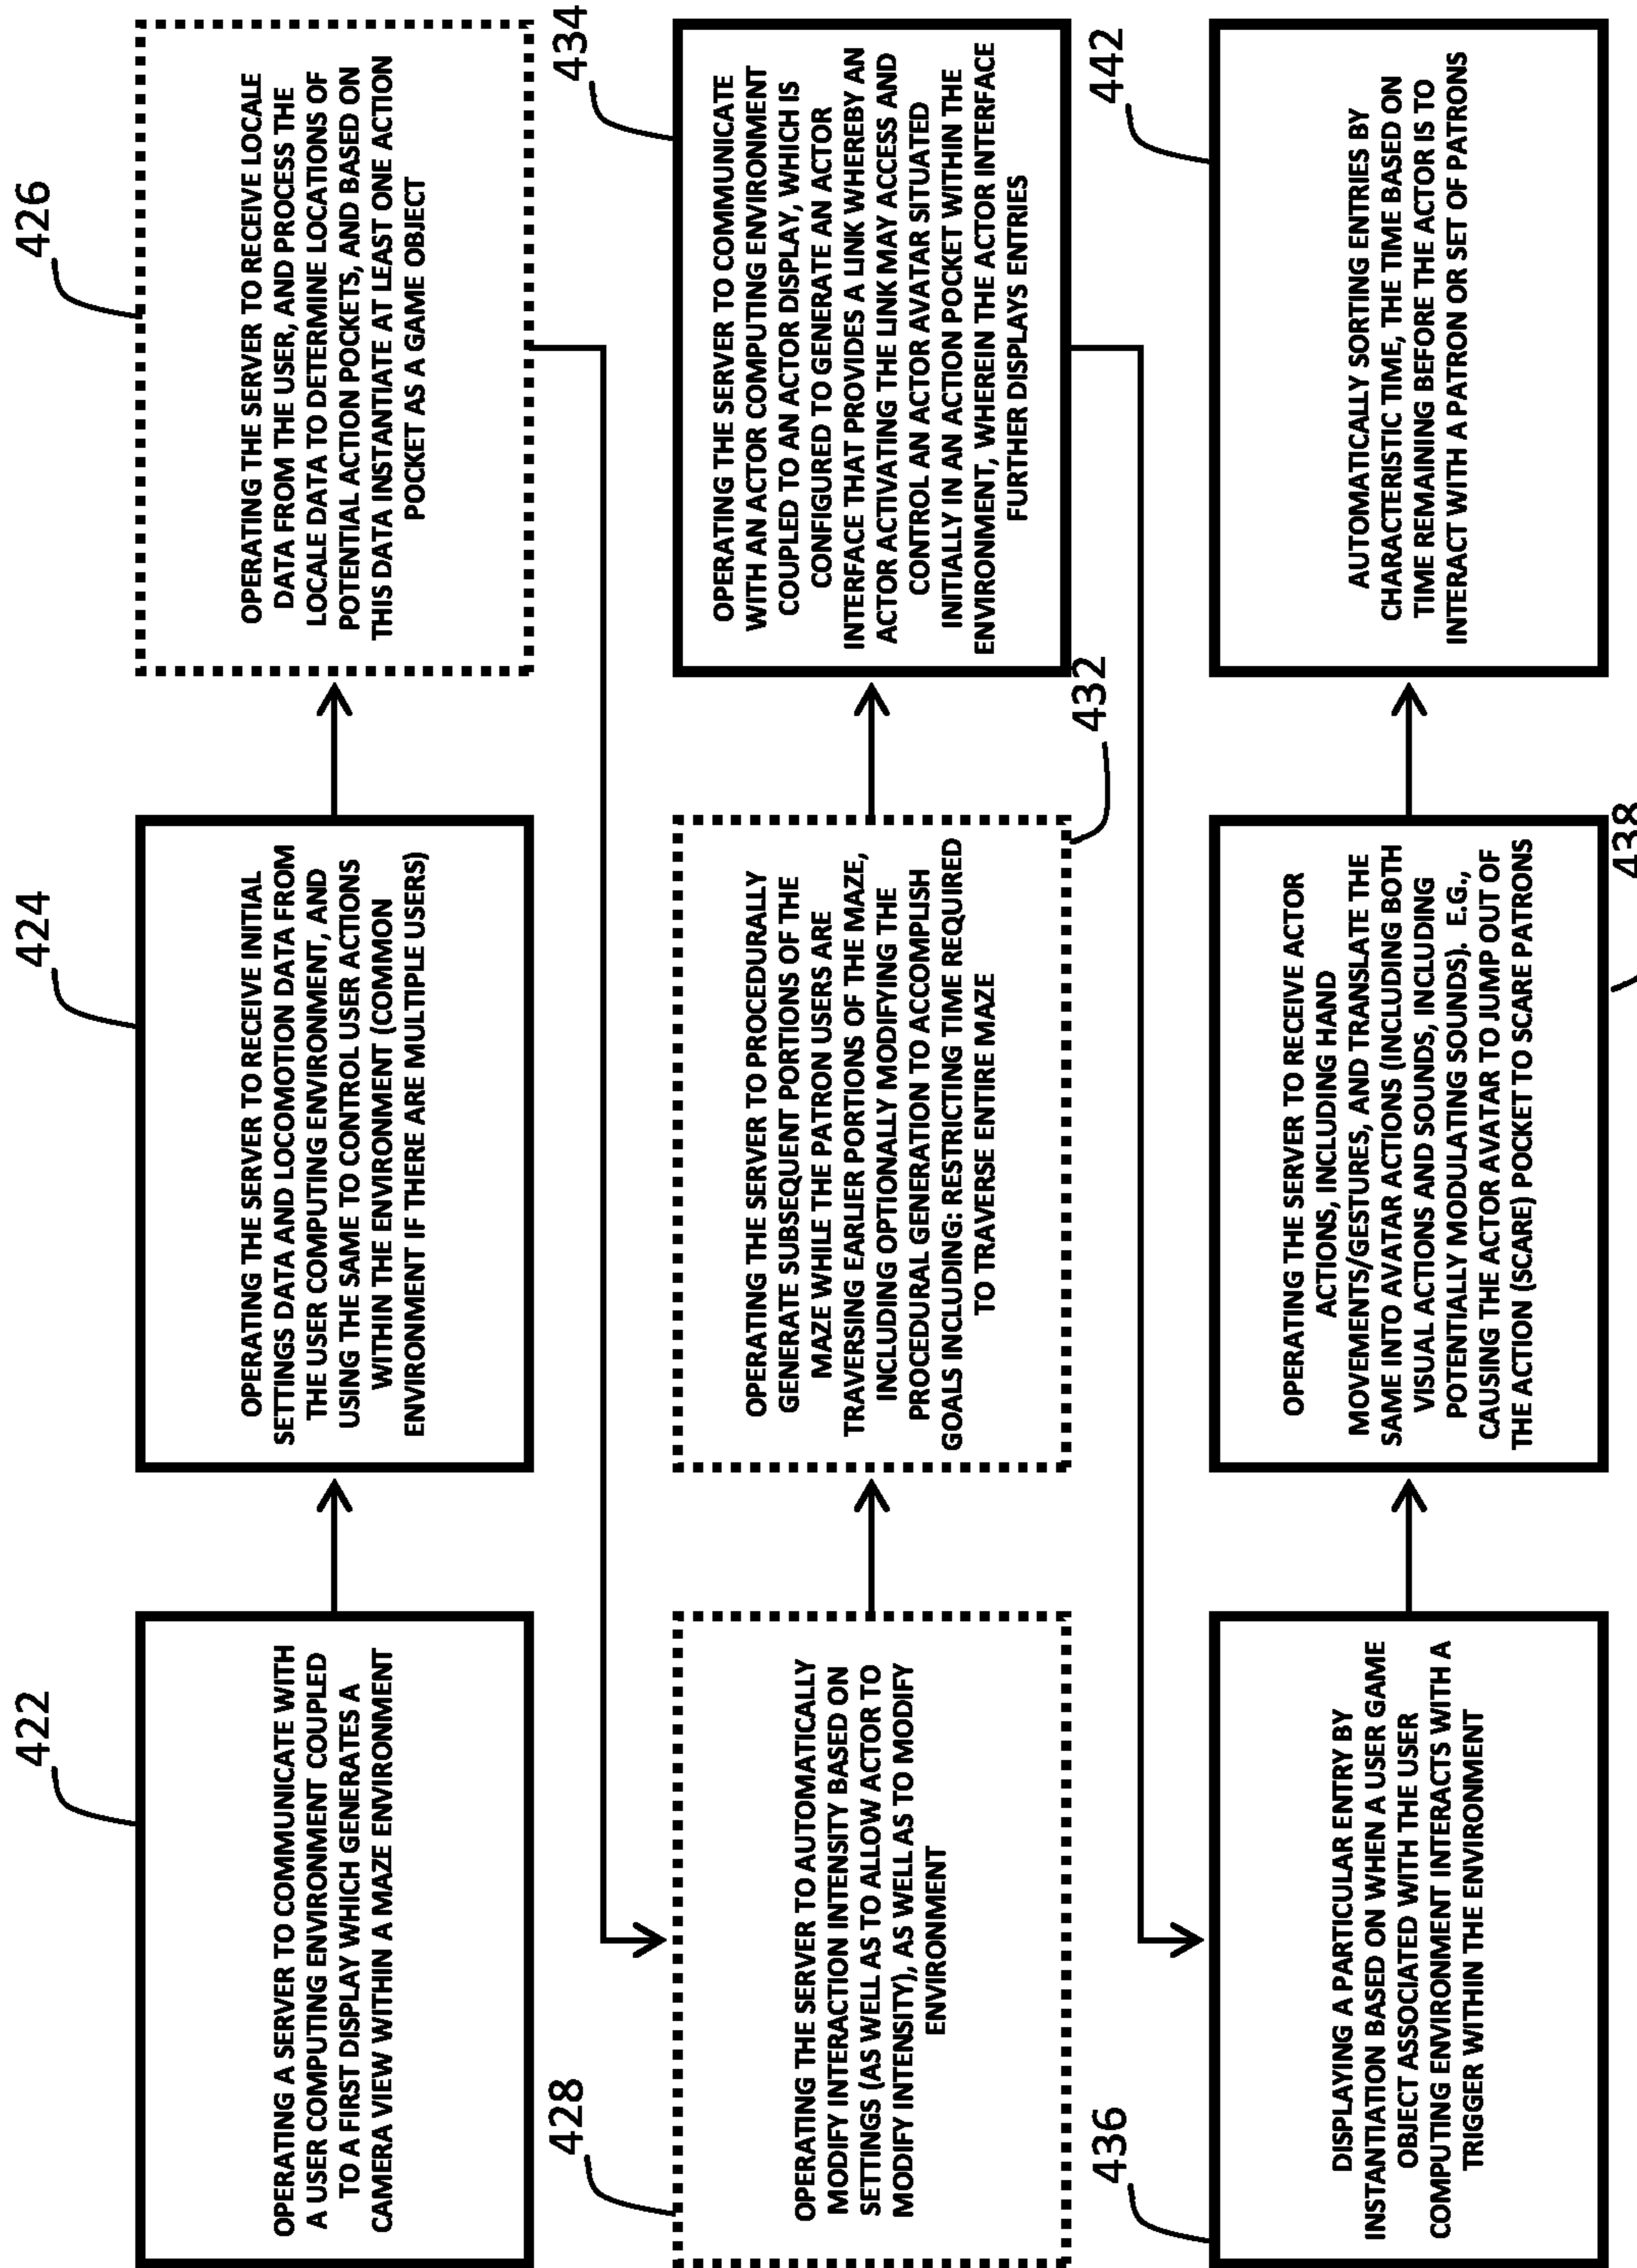 422
OPERATING A SERVER TO COMMUNICATE WITH
A USER COMPUTING ENVIRONMENT COUPLED
TO A FIRST DISPLAY WHICH GENERATES A
CAMERA VIEW WITHIN A MAZE ENVIRONMENT
424
OPERATING THE SERVER TO RECEIVE INITIAL
SETTINGS DATA AND LOCOMOTION DATA FROM
THE USER COMPUTING ENVIRONMENT, AND
USING THE SAME TO CONTROL USER ACTIONS
WITHIN THE ENVIRONMENT (COMMON
ENVIRONMENT IF THERE ARE MULTIPLE USERS)
426
OPERATING THE SERVER TO RECEIVE LOCALE
DATA FROM THE USER, AND PROCESS THE
LOCALE DATA TO DETERMINE LOCATIONS OF
POTENTIAL ACTION POCKETS, AND BASED ON
THIS DATA INSTANTIATE AT LEAST ONE ACTION
POCKET AS A GAME OBJECT
428
OPERATING THE SERVER TO AUTOMATICALLY
MODIFY INTERACTION INTENSITY BASED ON
SETTINGS (AS WELL AS TO ALLOW ACTOR TO
MODIFY INTENSITY), AS WELL AS TO MODIFY
ENVIRONMENT
OPERATING THE SERVER TO PROCEDURALLY
GENERATE SUBSEQUENT PORTIONS OF THE
MAZE WHILE THE PATRON USERS ARE
TRAVERSING EARLIER PORTIONS OF THE MAZE,
INCLUDING OPTIONALLY MODIFYING THE
PROCEDURAL GENERATION TO ACCOMPLISH
GOALS INCLUDING: RESTRICTING TIME REQUIRED
TO TRAVERSE ENTIRE MAZE
432
434
OPERATING THE SERVER TO COMMUNICATE
WITH AN ACTOR COMPUTING ENVIRONMENT
COUPLED TO AN ACTOR DISPLAY, WHICH IS
CONFIGURED TO GENERATE AN ACTOR
INTERFACE THAT PROVIDES A LINK WHEREBY AN
ACTOR ACTIVATING THE LINK MAY ACCESS AND
CONTROL AN ACTOR AVATAR SITUATED
INITIALLY IN AN ACTION POCKET WITHIN THE
ENVIRONMENT, WHEREIN THE ACTOR INTERFACE
FURTHER DISPLAYS ENTRIES
436
DISPLAYING A PARTICULAR ENTRY BY
INSTANTIATION BASED ON WHEN A USER GAME
OBJECT ASSOCIATED WITH THE USER
COMPUTING ENVIRONMENT INTERACTS WITH A
TRIGGER WITHIN THE ENVIRONMENT
OPERATING THE SERVER TO RECEIVE ACTOR
ACTIONS, INCLUDING HAND
MOVEMENTS/GESTURES, AND TRANSLATE THE
SAME INTO AVATAR ACTIONS (INCLUDING BOTH
VISUAL ACTIONS AND SOUNDS, INCLUDING
POTENTIALLY MODULATING SOUNDS). E.G.,
CAUSING THE ACTOR AVATAR TO JUMP OUT OF
THE ACTION (SCARE) POCKET TO SCARE PATRONS
438
442
AUTOMATICALLY SORTING ENTRIES BY
CHARACTERISTIC TIME, THE TIME BASED ON
TIME REMAINING BEFORE THE ACTOR IS TO
INTERACT WITH A PATRON OR SET OF PATRONS